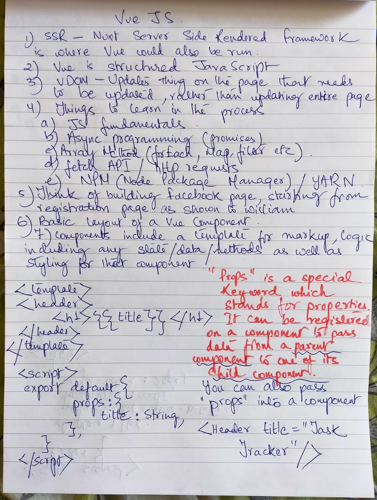 Vue JS.
1) SSR – Nuxt Server Side Rendered framework
is where Vue could also be run
2) Vue is structured JavaScript
3) VDOM – Updates thing on the page that needs
to be updated, rather than updating entire page
4) Things to learn in the process
a) JS fundamentals
b) Async programming (promises)
c) Array Method (forEach, Map, filter etc).
d) fetch API / Http requests
e) NPM (Node Package Manager) / YARN
5) Think of building Facebook page, starting from
registration page as shown to William
6) Basic layout of a Vue Component
7) Components include a template for markup, logic
including any state/data/methods as well as
styling for that component
<template>
<header>
<h1>{{title}}</h1>
</header>
</template>
<script>
export default {
props: {
title: String,
},
}
</script>
"Props" is a special
keyword, which
stands for properties.
It can be registered
on a component to pass
data from a parent
component to one of its
child component.
You can also pass
"props" into a component
<Header title="Task
Tracker"/>